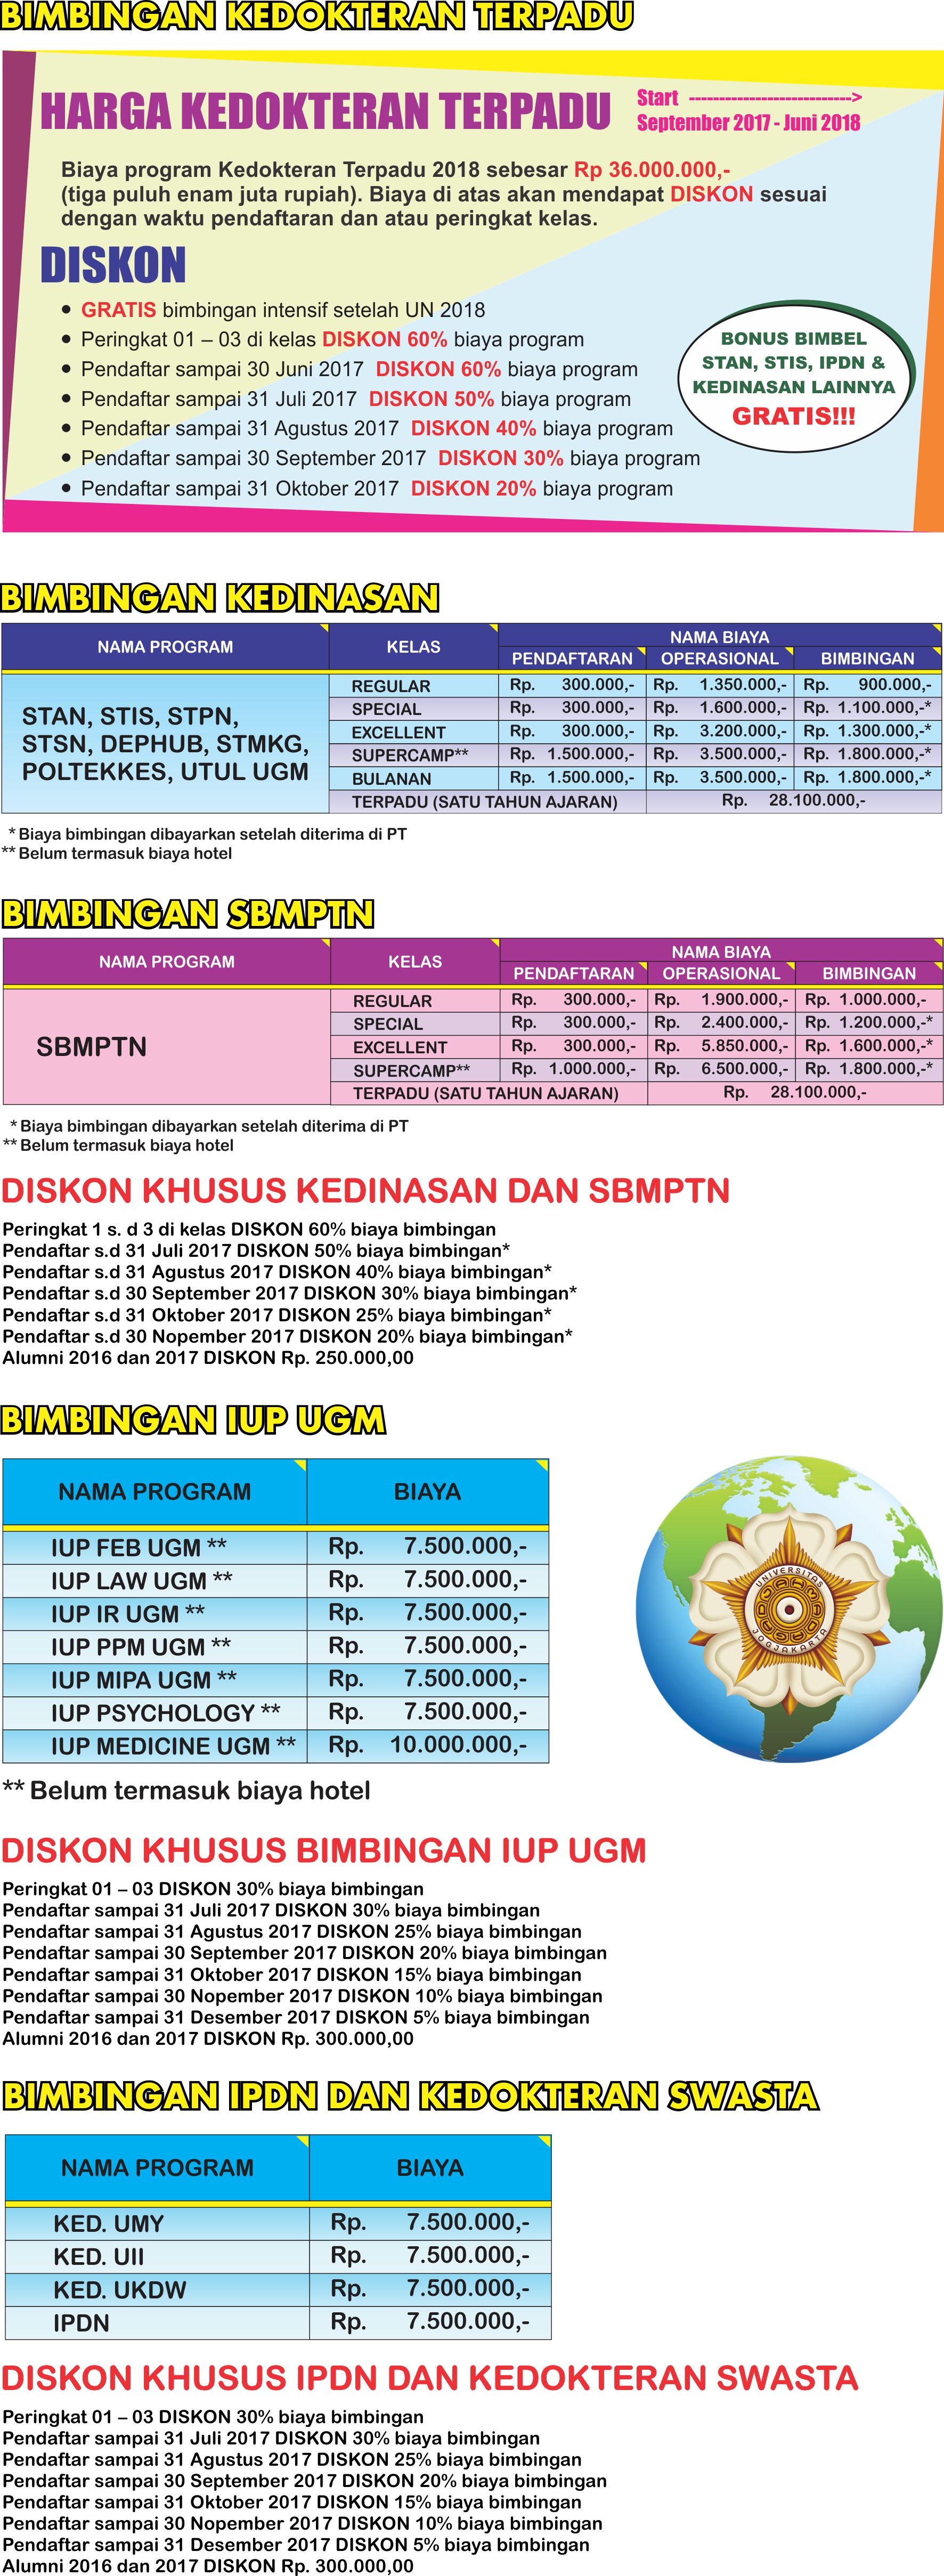 BIMBINGAN KEDOKTERAN TERPADU
HARGA KEDOKTERAN TERPADU
Start --------------------------->
September 2017 - Juni 2018
Biaya program Kedokteran Terpadu 2018 sebesar Rp 36.000.000,-
(tiga puluh enam juta rupiah). Biaya di atas akan mendapat DISKON sesuai
dengan waktu pendaftaran dan atau peringkat kelas.
DISKON
• GRATIS bimbingan intensif setelah UN 2018
• Peringkat 01 – 03 di kelas DISKON 60% biaya program
• Pendaftar sampai 30 Juni 2017 DISKON 60% biaya program
• Pendaftar sampai 31 Juli 2017 DISKON 50% biaya program
• Pendaftar sampai 31 Agustus 2017 DISKON 40% biaya program
• Pendaftar sampai 30 September 2017 DISKON 30% biaya program
• Pendaftar sampai 31 Oktober 2017 DISKON 20% biaya program
BONUS BIMBEL
STAN, STIS, IPDN &
KEDINASAN LAINNYA
GRATIS!!!
BIMBINGAN KEDINASAN
NAMA PROGRAM KELAS NAMA BIAYA
PENDAFTARAN OPERASIONAL BIMBINGAN
STAN, STIS, STPN,
STSN, DEPHUB, STMKG,
POLTEKKES, UTUL UGM
REGULAR Rp. 300.000,- Rp. 1.350.000,- Rp. 900.000,-
SPECIAL Rp. 300.000,- Rp. 1.600.000,- Rp. 1.100.000,-*
EXCELLENT Rp. 300.000,- Rp. 3.200.000,- Rp. 1.300.000,-*
SUPERCAMP** Rp. 1.500.000,- Rp. 3.500.000,- Rp. 1.800.000,-*
BULANAN Rp. 1.500.000,- Rp. 3.500.000,- Rp. 1.800.000,-*
TERPADU (SATU TAHUN AJARAN) Rp. 28.100.000,-
* Biaya bimbingan dibayarkan setelah diterima di PT
** Belum termasuk biaya hotel
BIMBINGAN SBMPTN
NAMA PROGRAM KELAS NAMA BIAYA
PENDAFTARAN OPERASIONAL BIMBINGAN
SBMPTN
REGULAR Rp. 300.000,- Rp. 1.900.000,- Rp. 1.000.000,-
SPECIAL Rp. 300.000,- Rp. 2.400.000,- Rp. 1.200.000,-*
EXCELLENT Rp. 300.000,- Rp. 5.850.000,- Rp. 1.600.000,-*
SUPERCAMP** Rp. 1.000.000,- Rp. 6.500.000,- Rp. 1.800.000,-*
TERPADU (SATU TAHUN AJARAN) Rp. 28.100.000,-
* Biaya bimbingan dibayarkan setelah diterima di PT
** Belum termasuk biaya hotel
DISKON KHUSUS KEDINASAN DAN SBMPTN
Peringkat 1 s. d 3 di kelas DISKON 60% biaya bimbingan
Pendaftar s.d 31 Juli 2017 DISKON 50% biaya bimbingan*
Pendaftar s.d 31 Agustus 2017 DISKON 40% biaya bimbingan*
Pendaftar s.d 30 September 2017 DISKON 30% biaya bimbingan*
Pendaftar s.d 31 Oktober 2017 DISKON 25% biaya bimbingan*
Pendaftar s.d 30 Nopember 2017 DISKON 20% biaya bimbingan*
Alumni 2016 dan 2017 DISKON Rp. 250.000,00
BIMBINGAN IUP UGM
NAMA PROGRAM BIAYA
IUP FEB UGM ** Rp. 7.500.000,-
IUP LAW UGM ** Rp. 7.500.000,-
IUP IR UGM ** Rp. 7.500.000,-
IUP PPM UGM ** Rp. 7.500.000,-
IUP MIPA UGM ** Rp. 7.500.000,-
IUP PSYCHOLOGY ** Rp. 7.500.000,-
IUP MEDICINE UGM ** Rp. 10.000.000,-
UNIVERSITAS
JOGJAKARTA
** Belum termasuk biaya hotel
DISKON KHUSUS BIMBINGAN IUP UGM
Peringkat 01 – 03 DISKON 30% biaya bimbingan
Pendaftar sampai 31 Juli 2017 DISKON 30% biaya bimbingan
Pendaftar sampai 31 Agustus 2017 DISKON 25% biaya bimbingan
Pendaftar sampai 30 September 2017 DISKON 20% biaya bimbingan
Pendaftar sampai 31 Oktober 2017 DISKON 15% biaya bimbingan
Pendaftar sampai 30 Nopember 2017 DISKON 10% biaya bimbingan
Pendaftar sampai 31 Desember 2017 DISKON 5% biaya bimbingan
Alumni 2016 dan 2017 DISKON Rp. 300.000,00
BIMBINGAN IPDN DAN KEDOKTERAN SWASTA
NAMA PROGRAM BIAYA
KED. UMY Rp. 7.500.000,-
KED. UII Rp. 7.500.000,-
KED. UKDW Rp. 7.500.000,-
IPDN Rp. 7.500.000,-
DISKON KHUSUS IPDN DAN KEDOKTERAN SWASTA
Peringkat 01 – 03 DISKON 30% biaya bimbingan
Pendaftar sampai 31 Juli 2017 DISKON 30% biaya bimbingan
Pendaftar sampai 31 Agustus 2017 DISKON 25% biaya bimbingan
Pendaftar sampai 30 September 2017 DISKON 20% biaya bimbingan
Pendaftar sampai 31 Oktober 2017 DISKON 15% biaya bimbingan
Pendaftar sampai 30 Nopember 2017 DISKON 10% biaya bimbingan
Pendaftar sampai 31 Desember 2017 DISKON 5% biaya bimbingan
Alumni 2016 dan 2017 DISKON Rp. 300.000,00